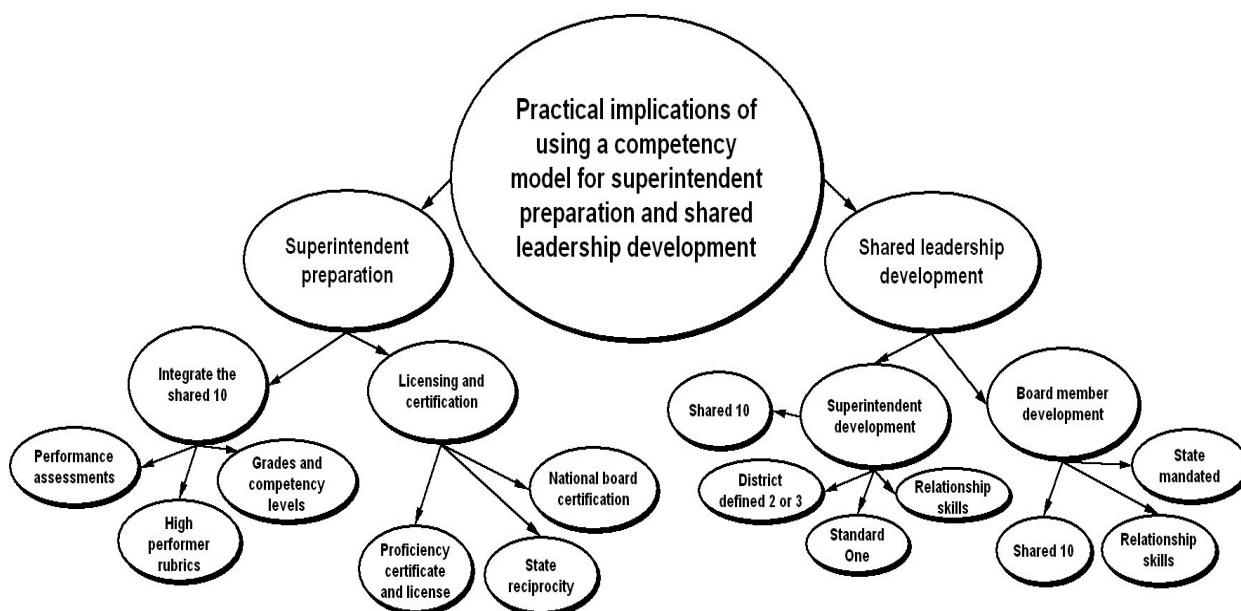 Practical implications of
using a competency
model for superintendent
preparation and shared
leadership development
Superintendent
preparation
Shared leadership
development
Integrate the
shared 10
Licensing and
certification
Shared 10
Superintendent
development
Board member
development
Performance
assessments
Grades and
competency
levels
High
performer
rubrics
National board
certification
Proficiency
certificate
and license
State
reciprocity
District
defined 2 or 3
Relationship
skills
Standard
One
State
mandated
Shared 10
Relationship
skills